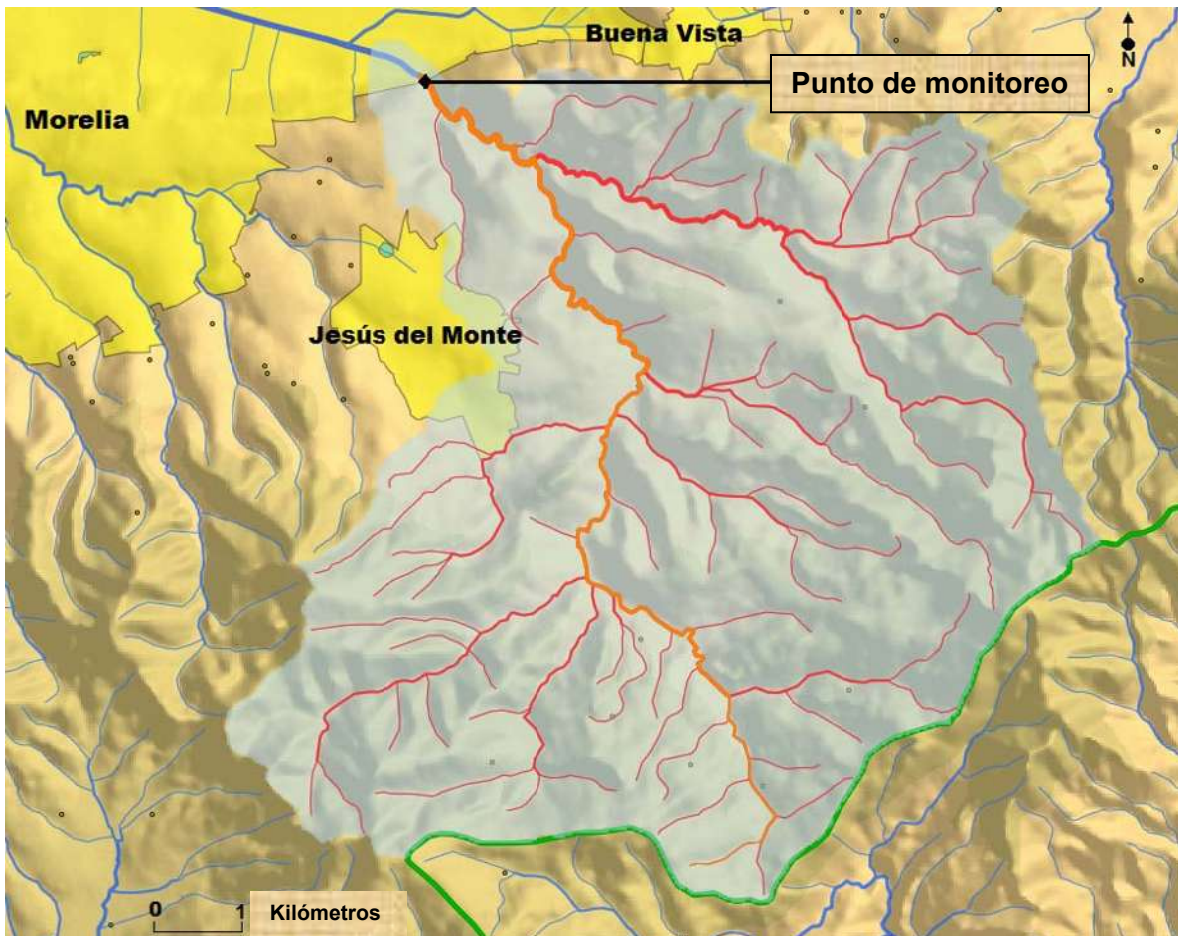 Buena Vista
N
Punto de monitoreo
Morelia
Jesús del Monte
0 1 Kilómetros